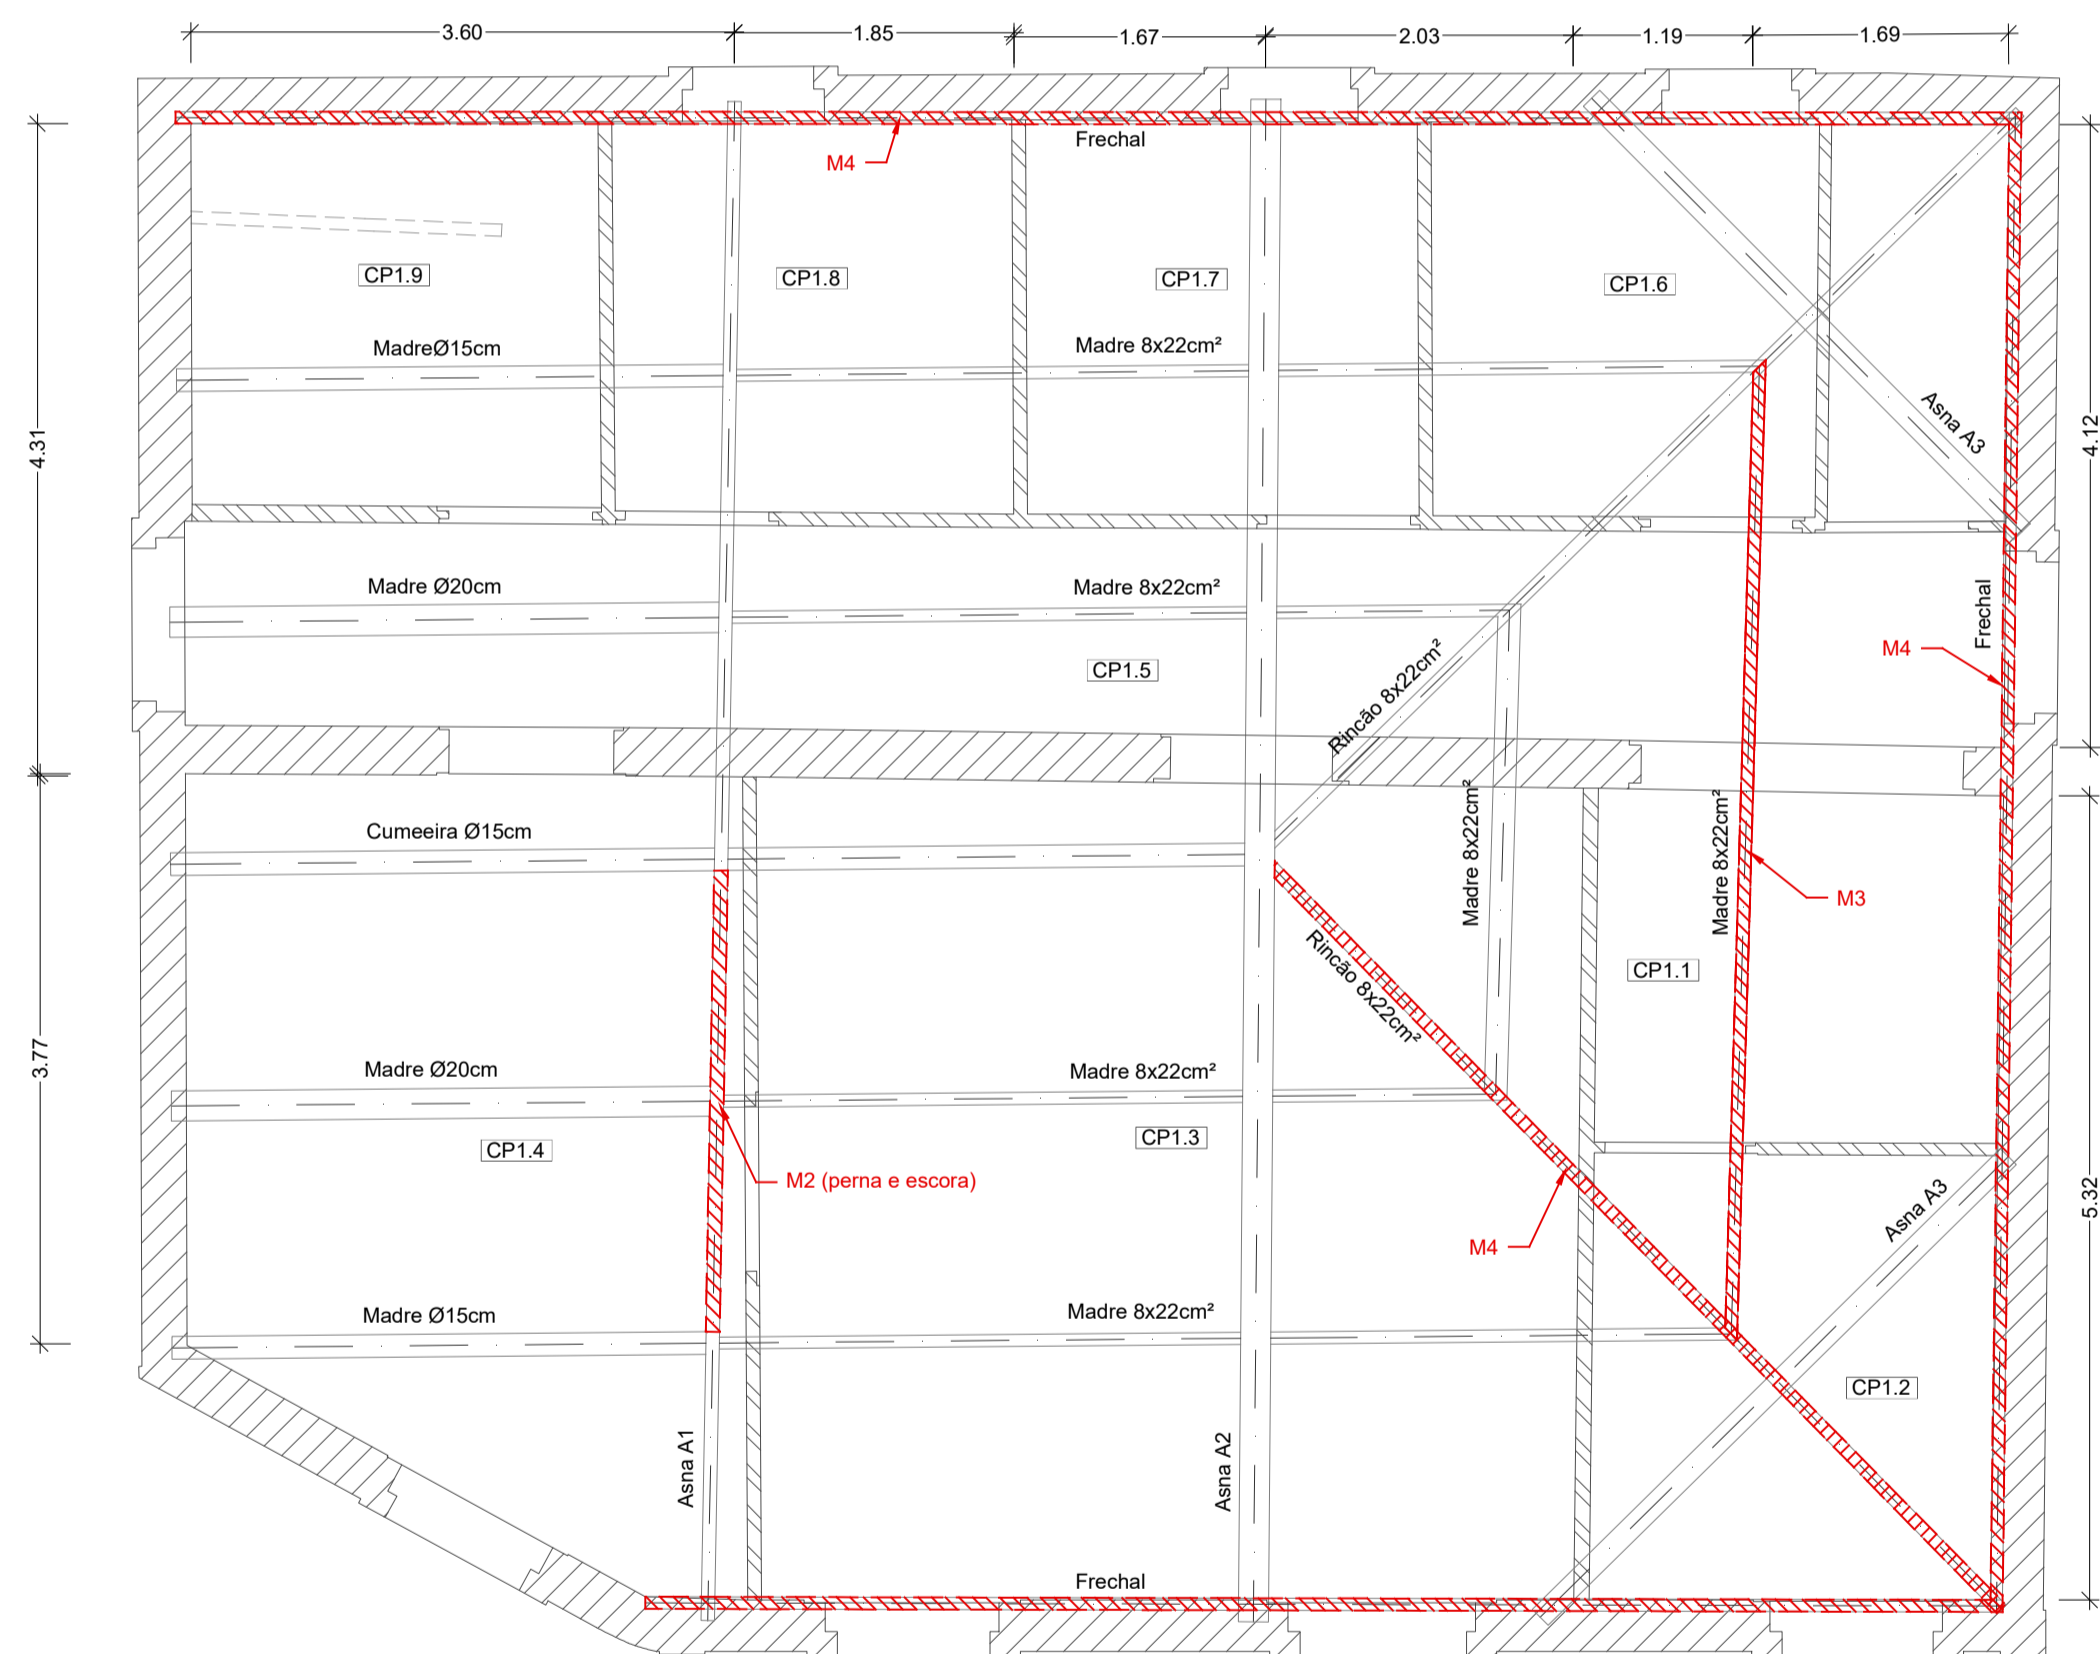 3.60
1.85
1.67
2.03
1.19
1.69
Frechal
M4
CP1.9
CP1.8
CP1.7
CP1.6
MadreØ15cm
Madre 8x22cm²
Asna A3
4.31
4.12
Madre Ø20cm
Madre 8x22cm²
Frechal
M4
CP1.5
Rincão 8x22cm²
Cumeeira Ø15cm
Madre 8x22cm²
Madre 8x22cm²
M3
Rincão 8x22cm²
CP1.1
3.77
Madre Ø20cm
Madre 8x22cm²
CP1.4
CP1.3
M2 (perna e escora)
5.32
Asna A3
M4
Madre Ø15cm
Madre 8x22cm²
CP1.2
Asna A1
Asna A2
Frechal